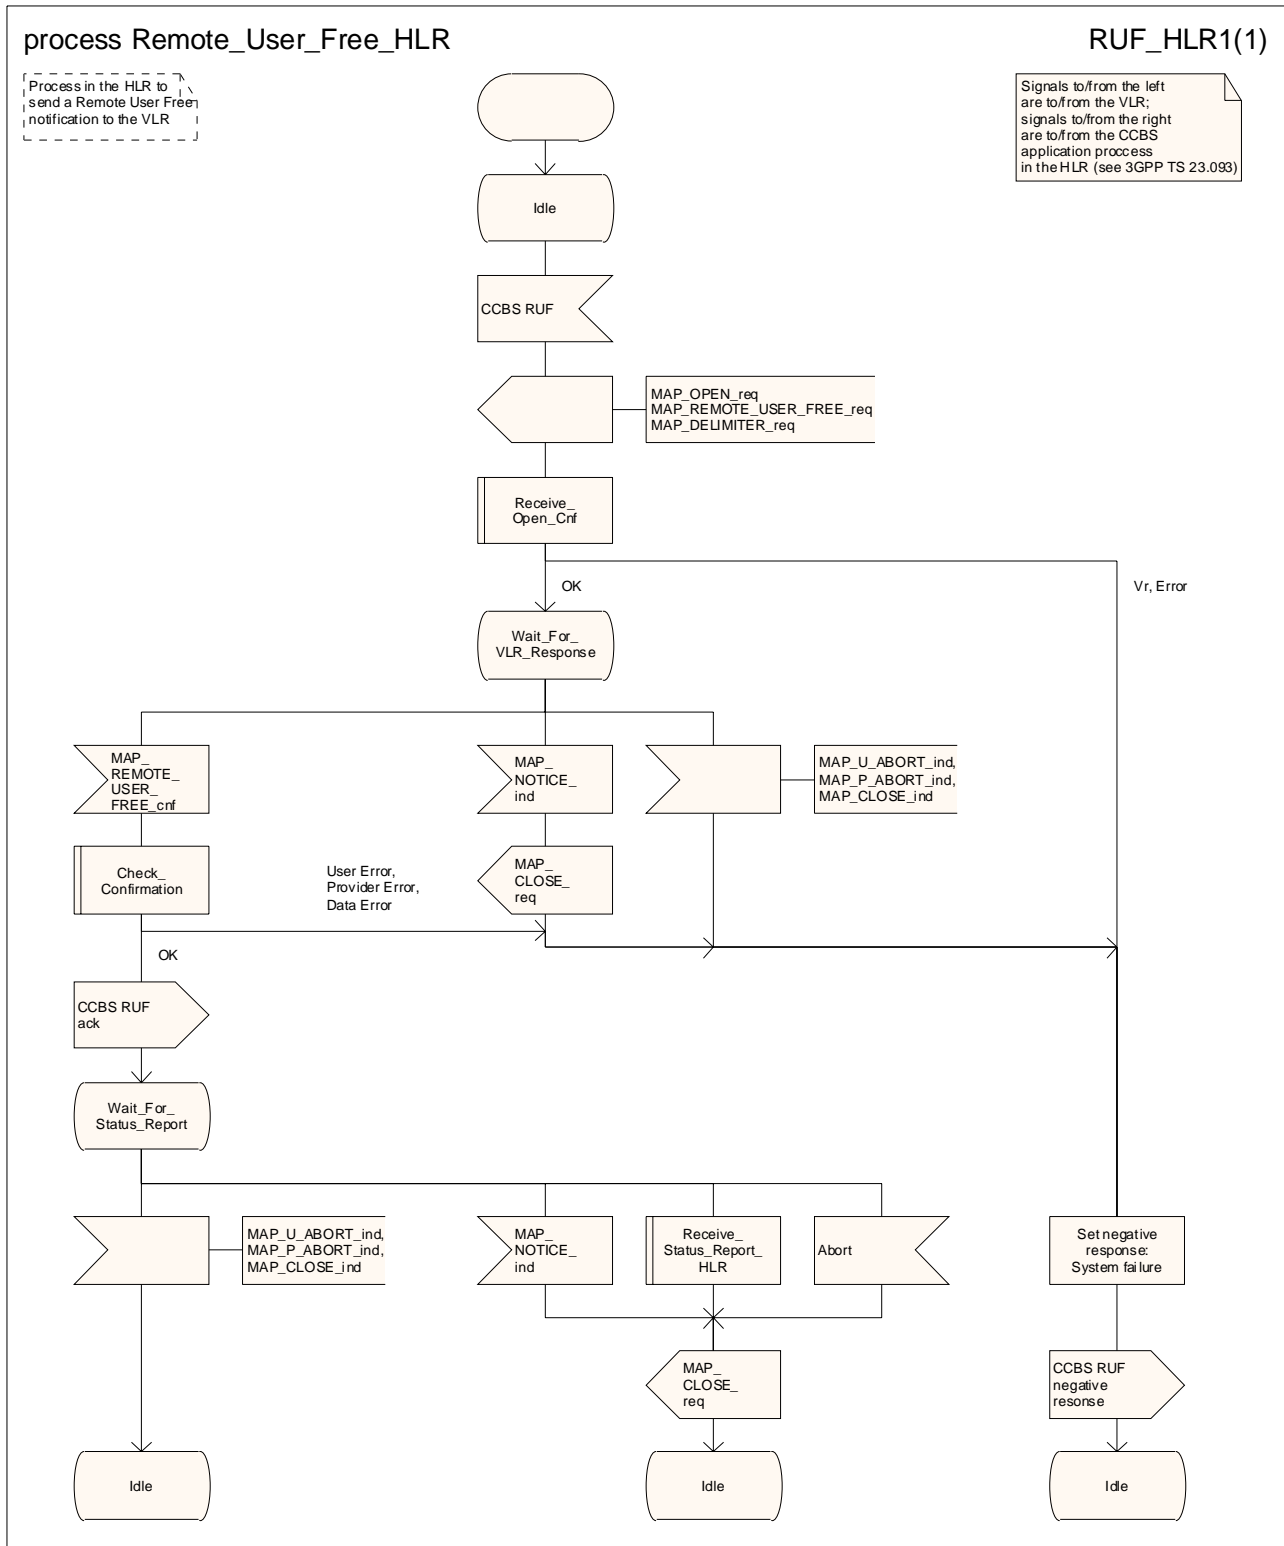 process Remote_User_Free_HLR
RUF_HLR1(1)
Process in the HLR to
send a Remote User Free
notification to the VLR
Signals to/from the left
are to/from the VLR;
signals to/from the right
are to/from the CCBS
application proccess
in the HLR (see 3GPP TS 23.093)
Idle
CCBS RUF
MAP_OPEN_req
MAP_REMOTE_USER_FREE_req
MAP_DELIMITER_req
Receive_
Open_Cnf
OK
Vr, Error
Wait_For_
VLR_Response
MAP_
REMOTE_
USER_
FREE_cnf
MAP_
NOTICE_
ind
MAP_U_ABORT_ind,
MAP_P_ABORT_ind,
MAP_CLOSE_ind
Check_
Confirmation
User Error,
Provider Error,
Data Error
MAP_
CLOSE_
req
OK
CCBS RUF
ack
Wait_For_
Status_Report
MAP_U_ABORT_ind,
MAP_P_ABORT_ind,
MAP_CLOSE_ind
MAP_
NOTICE_
ind
Receive_
Status_Report_
HLR
Abort
Set negative
response:
System failure
MAP_
CLOSE_
req
CCBS RUF
negative
resonse
Idle
Idle
Idle